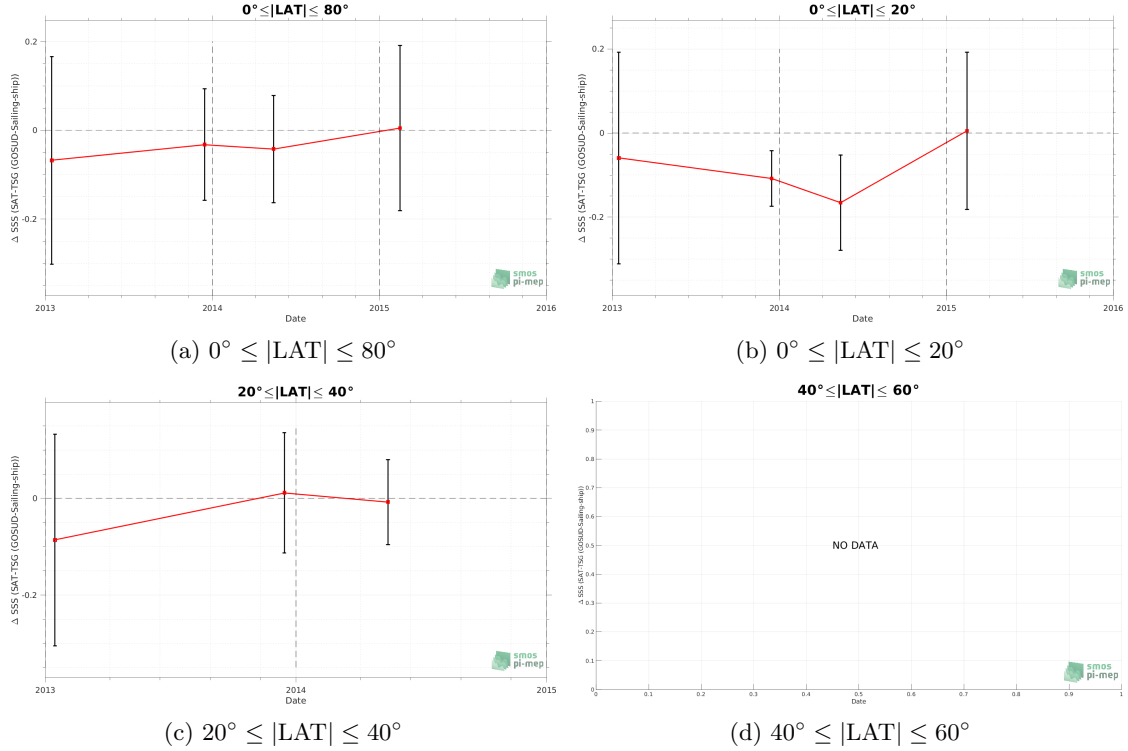 0°≤|LAT|≤ 80°
Δ SSS (SAT-TSG (GOSUD-Sailing-ship))
0.2
0
-0.2
2013 2014 2015 2016
Date
smos
pi-mep
(a) 0° ≤ |LAT| ≤ 80°
0°≤|LAT|≤ 20°
Δ SSS (SAT-TSG (GOSUD-Sailing-ship))
0.2
0
-0.2
2013 2014 2015 2016
Date
smos
pi-mep
(b) 0° ≤ |LAT| ≤ 20°
20°≤|LAT|≤ 40°
Δ SSS (SAT-TSG (GOSUD-Sailing-ship))
0
-0.2
2013 2014 2015
Date
smos
pi-mep
(c) 20° ≤ |LAT| ≤ 40°
40°≤|LAT|≤ 60°
Δ SSS (SAT-TSG (GOSUD-Sailing-ship))
1
0.9
0.8
0.7
0.6
0.5
0.4
0.3
0.2
0.1
0
NO DATA
0 0.1 0.2 0.3 0.4 0.5 0.6 0.7 0.8 0.9 1
Date
smos
pi-mep
(d) 40° ≤ |LAT| ≤ 60°